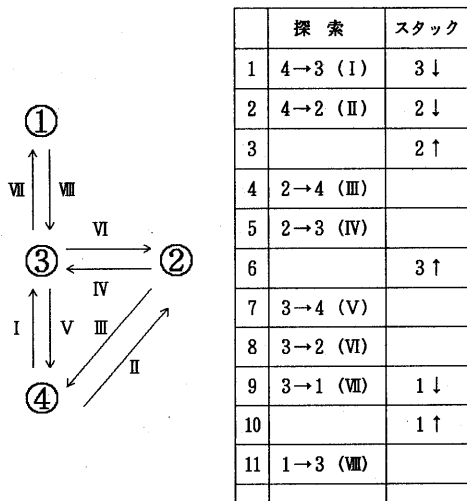 探 索 スタック
1 4→3 (Ⅰ) 3↓
2 4→2 (Ⅱ) 2↓
3 2↑
4 2→4 (Ⅲ)
5 2→3 (Ⅳ)
6 3↑
7 3→4 (Ⅴ)
8 3→2 (Ⅵ)
9 3→1 (Ⅶ) 1↓
10 1↑
11 1→3 (Ⅷ)
①
Ⅶ Ⅷ
Ⅵ
③ ②
Ⅳ
Ⅰ Ⅴ Ⅲ
Ⅱ
④